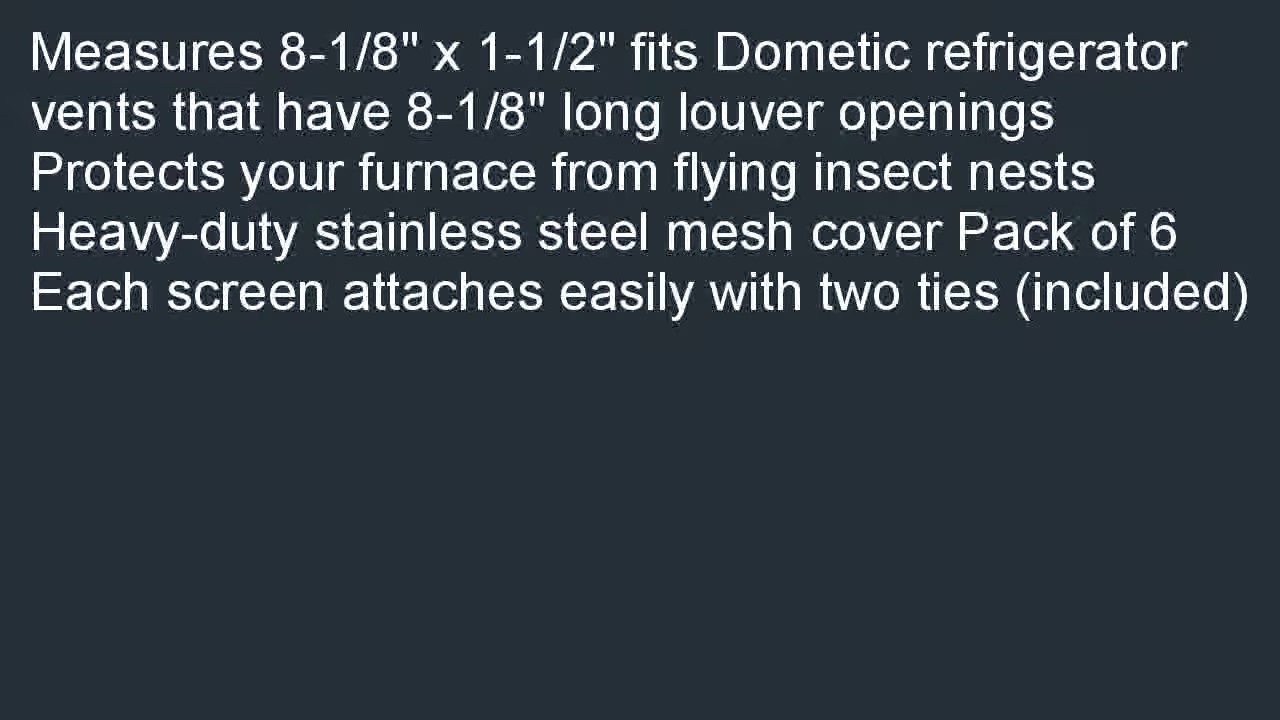 Measures 8-1/8" x 1-1/2" fits Dometic refrigerator
vents that have 8-1/8" long louver openings
Protects your furnace from flying insect nests
Heavy-duty stainless steel mesh cover Pack of 6
Each screen attaches easily with two ties (included)